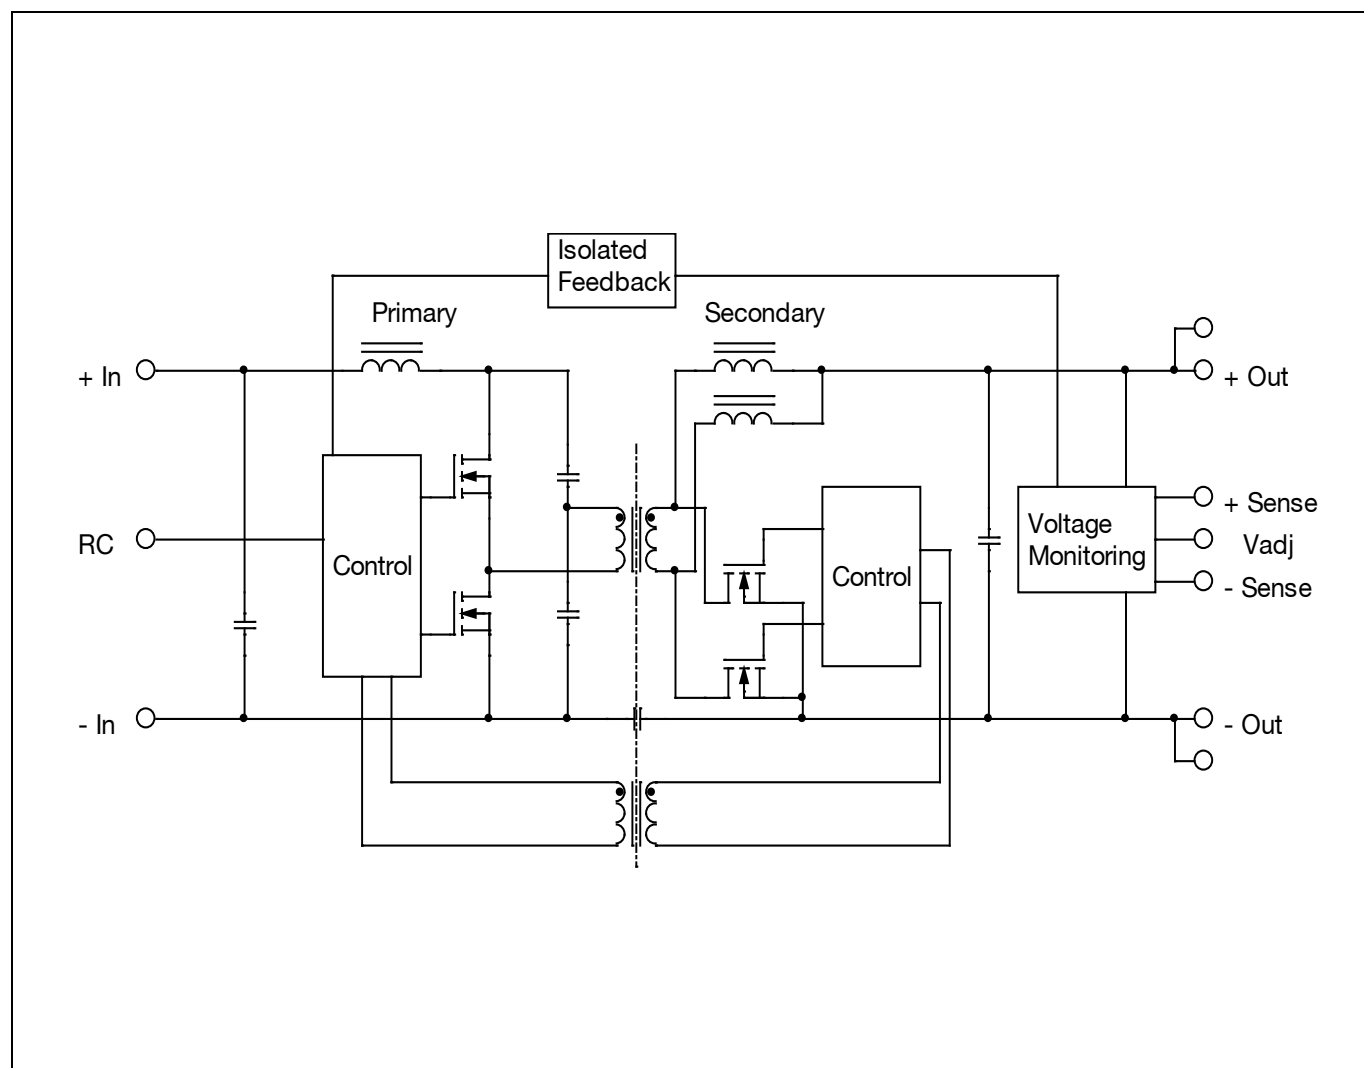 Isolated
Feedback
Primary
Secondary
+ In
+ Out
+ Sense
Voltage
Monitoring
RC
Vadj
Control
Control
- Sense
- In
- Out